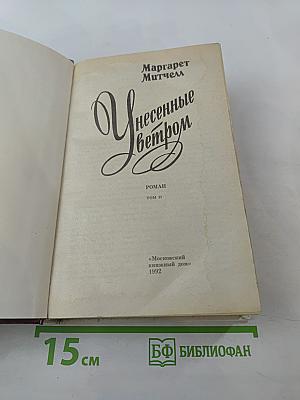 Маргарет
Митчелл
Унесенные
ветром
РОМАН
ТОМ II
«Московский
книжный дом»
1992
15 см
БФ БИБЛИОФАН